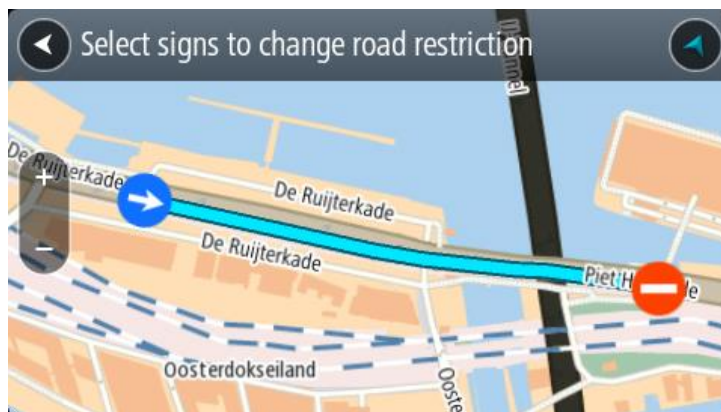 Select signs to change road restriction
De Ruijterkade
De Ruijterkade
De Ruijterkade
Oosterdokseiland